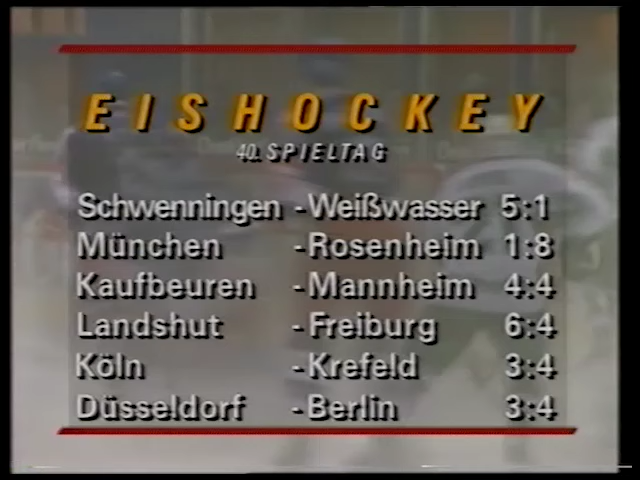 EISHOCKEY
40. SPIELTAG
Schwenningen - Weißwasser 5:1
München - Rosenheim 1:8
Kaufbeuren - Mannheim 4:4
Landshut - Freiburg 6:4
Köln - Krefeld 3:4
Düsseldorf - Berlin 3:4